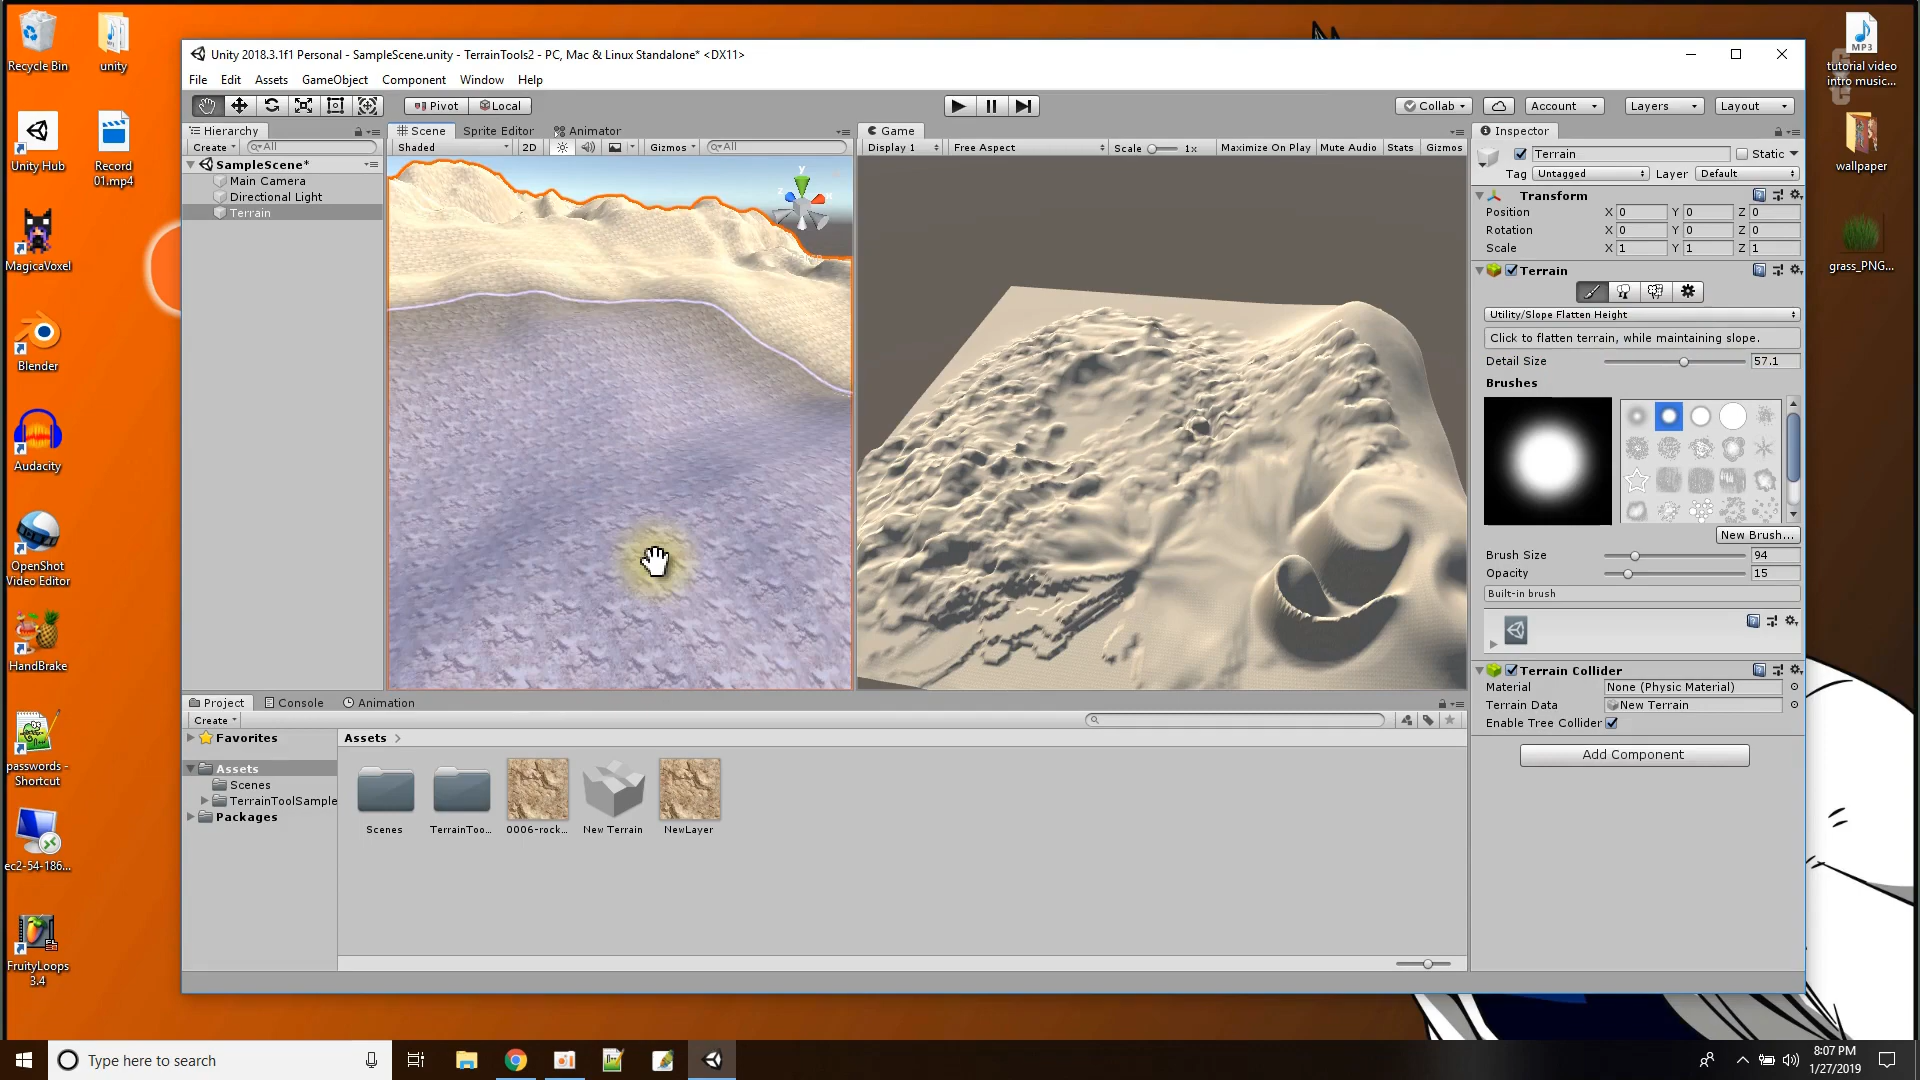 Recycle Bin
unity
Unity Hub
Record
01.mp4
MagicaVoxel
Blender
Audacity
OpenShot
Video Editor
HandBrake
passwords -
Shortcut
ec2-54-186...
FruityLoops
3.4
MP3
tutorial video
intro music...
wallpaper
grass_PNG...
Unity 2018.3.1f1 Personal - SampleScene.unity - TerrainTools2 - PC, Mac & Linux Standalone* <DX11>
File Edit Assets GameObject Component Window Help
Pivot Local
Collab Account Layers Layout
Hierarchy
Create All
SampleScene*
Main Camera
Directional Light
Terrain
Scene Sprite Editor Animator
Shaded 2D Gizmos All
y
z x
Game
Display 1 Free Aspect Scale 1x Maximize On Play Mute Audio Stats Gizmos
Inspector
Terrain Static
Tag Untagged Layer Default
Transform
Position X 0 Y 0 Z 0
Rotation X 0 Y 0 Z 0
Scale X 1 Y 1 Z 1
Terrain
Utility/Slope Flatten Height
Click to flatten terrain, while maintaining slope.
Detail Size 57.1
Brushes
New Brush...
Brush Size 94
Opacity 15
Built-in brush
Terrain Collider
Material None (Physic Material)
Terrain Data New Terrain
Enable Tree Collider
Add Component
Project Console Animation
Create
Favorites
Assets
Scenes
TerrainToolSample
Packages
Assets
Scenes
TerrainToo...
0006-rock...
New Terrain
NewLayer
Type here to search
8:07 PM
1/27/2019